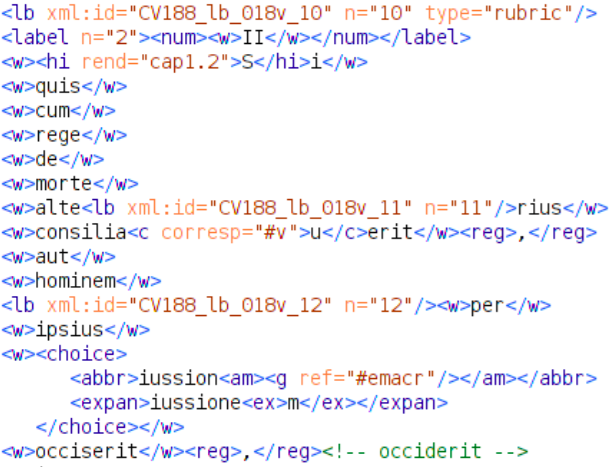 <lb xml:id="CV188_lb_018v_10" n="10" type="rubric"/>
<label n="2"><num><w>II</w></num></label>
<w><hi rend="cap1.2">S</hi>i</w>
<w>quis</w>
<w>cum</w>
<w>rege</w>
<w>de</w>
<w>morte</w>
<w>alte<lb xml:id="CV188_lb_018v_11" n="11"/>rius</w>
<w>consilia<c corresp="#v">u</c>erit</w><reg>,</reg>
<w>aut</w>
<w>hominem</w>
<lb xml:id="CV188_lb_018v_12" n="12"/><w>per</w>
<w>ipsius</w>
<w><choice>
<abbr>iussion<am><g ref="#emacr"/></am></abbr>
<expan>iussione<ex>m</ex></expan>
</choice></w>
<w>occiserit</w><reg>,</reg><!-- occiderit -->